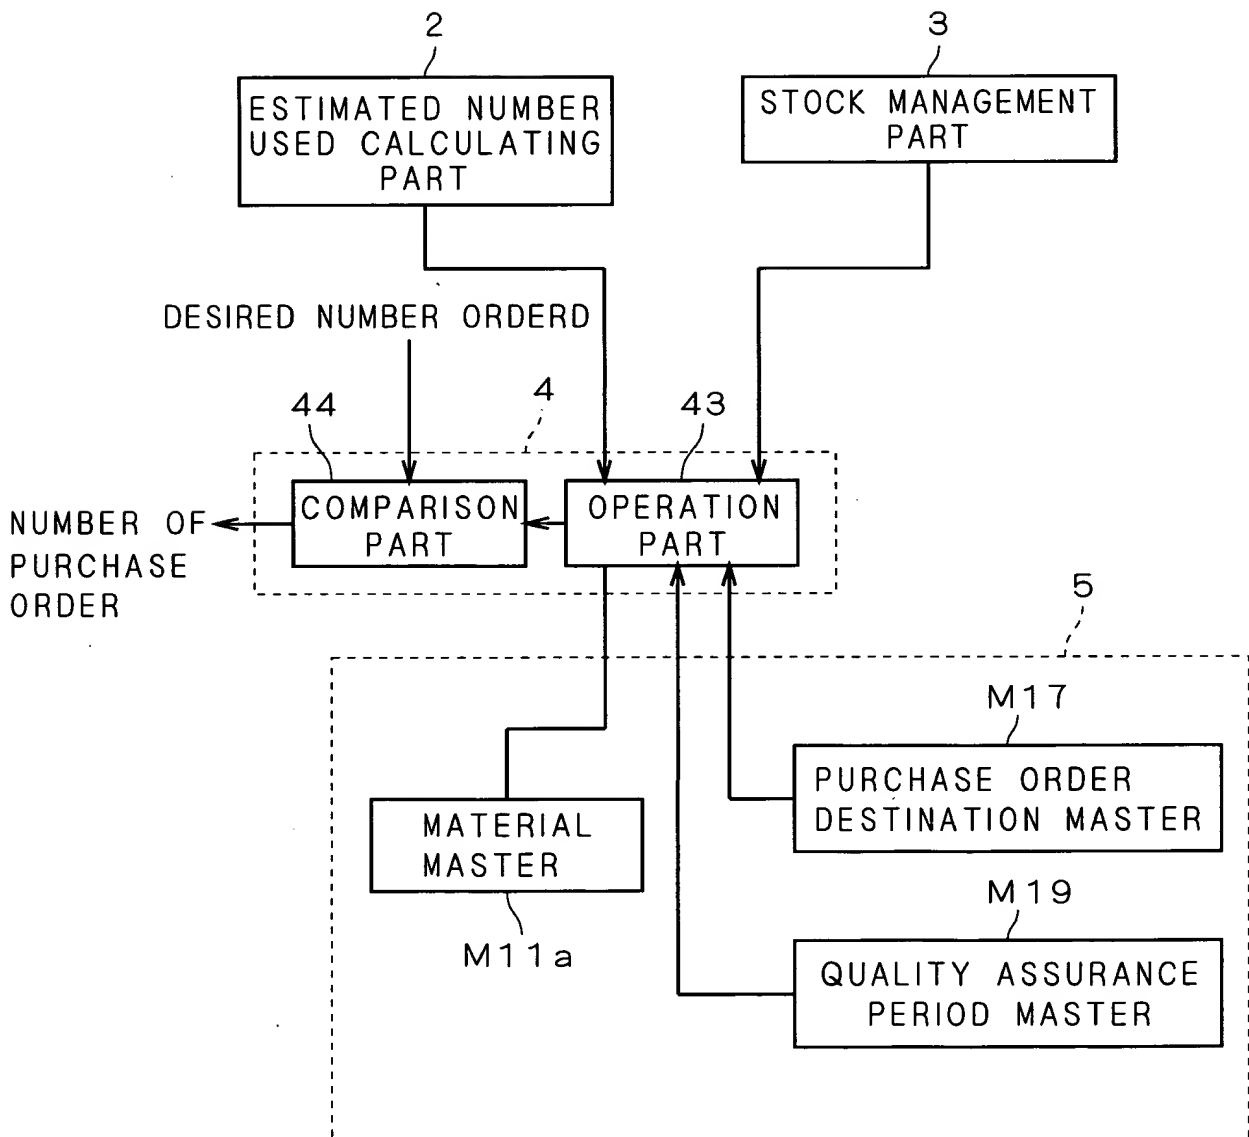 2
3
ESTIMATED NUMBER
USED CALCULATING
PART
STOCK MANAGEMENT
PART
DESIRED NUMBER ORDERD
44
4
43
COMPARISON
PART
OPERATION
PART
NUMBER OF
PURCHASE
ORDER
5
M17
PURCHASE ORDER
DESTINATION MASTER
MATERIAL
MASTER
M11a
M19
QUALITY ASSURANCE
PERIOD MASTER